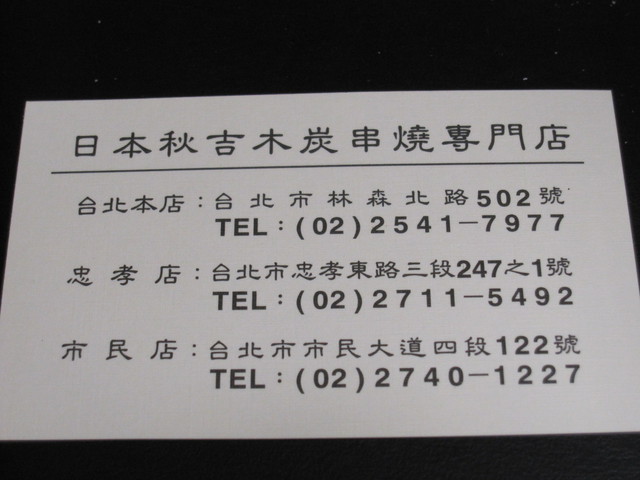 日本秋吉木炭串燒專門店
台北本店：台北市林森北路502號
TEL：(02)2541-7977
忠孝店：台北市忠孝東路三段247之1號
TEL：(02)2711-5492
市民店：台北市市民大道四段122號
TEL：(02)2740-1227